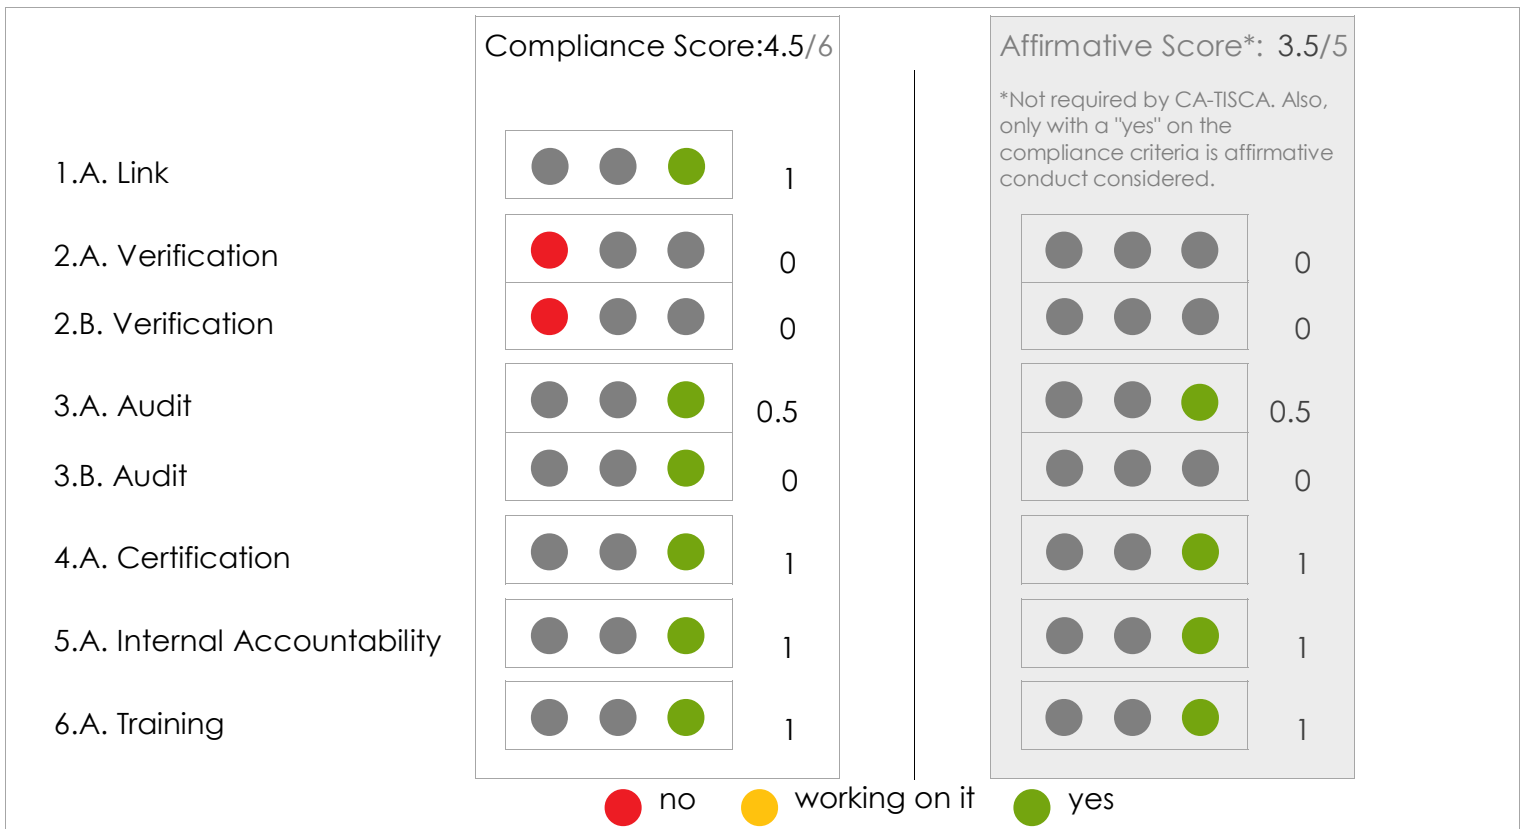 Compliance Score:4.5/6
Affirmative Score*: 3.5/5
*Not required by CA-TISCA. Also,
only with a "yes" on the
compliance criteria is affirmative
conduct considered.
1.A. Link 1
2.A. Verification 0 0
2.B. Verification 0 0
3.A. Audit 0.5 0.5
3.B. Audit 0 0
4.A. Certification 1 1
5.A. Internal Accountability 1 1
6.A. Training 1 1
no working on it yes